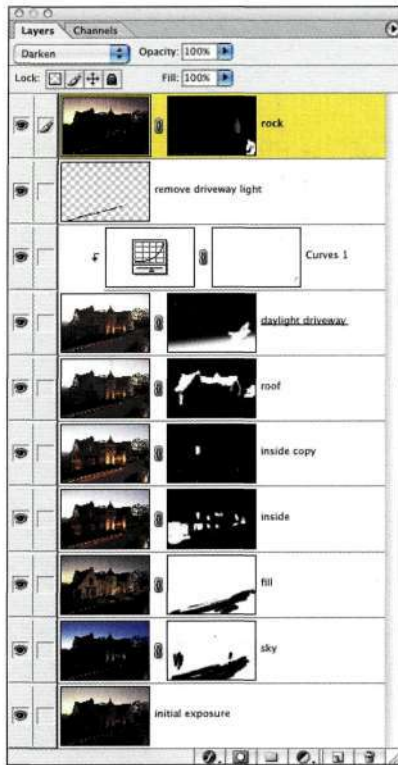 Layers Channels
Darken Opacity: 100%
Lock: Fill: 100%
rock
remove driveway light
Curves 1
daylight driveway
roof
inside copy
inside
fill
sky
initial exposure